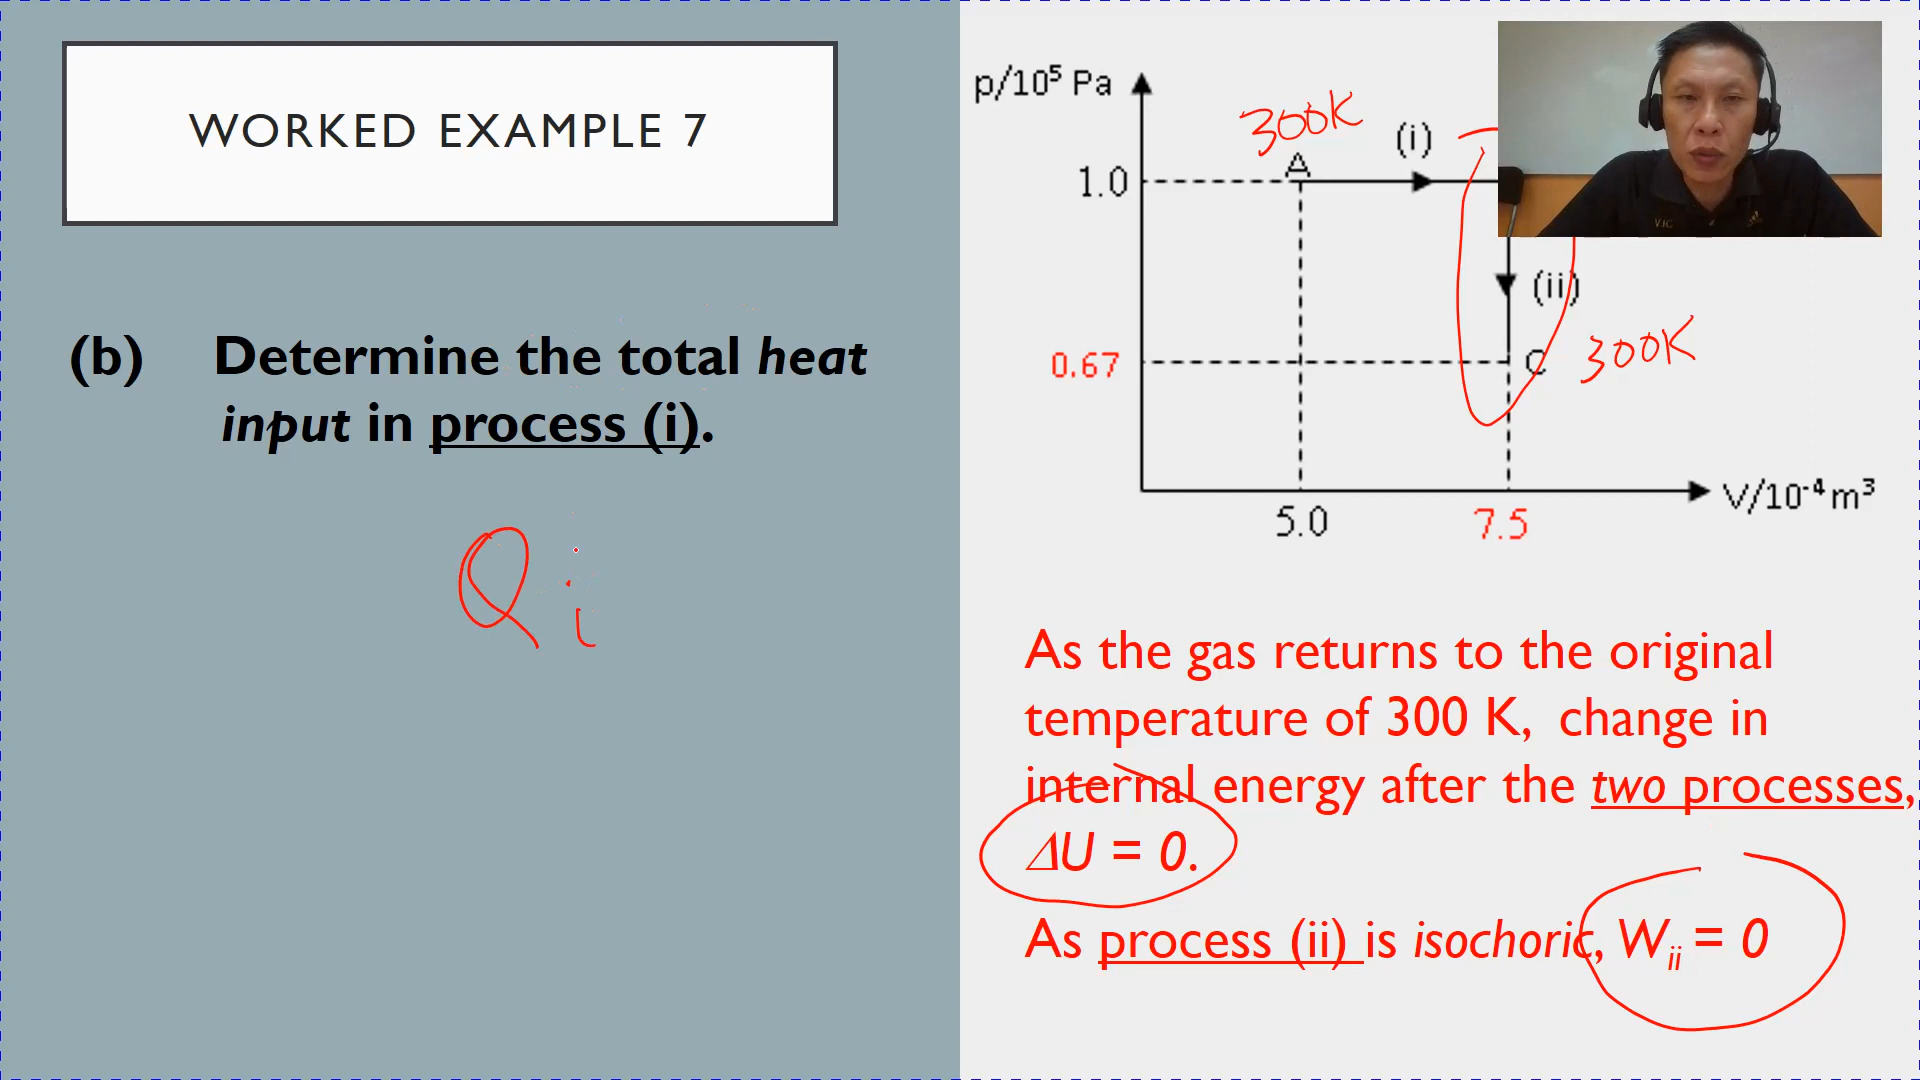 WORKED EXAMPLE 7
(b) Determine the total heat
input in process (i).
Q i
p/10⁵ Pa
300K
A
(i)
1.0
(ii)
300K
0.67
C
5.0
7.5
V/10⁻⁴ m³
VJC
As the gas returns to the original
temperature of 300 K, change in
internal energy after the two processes,
ΔU = 0.
As process (ii) is isochoric, Wii = 0